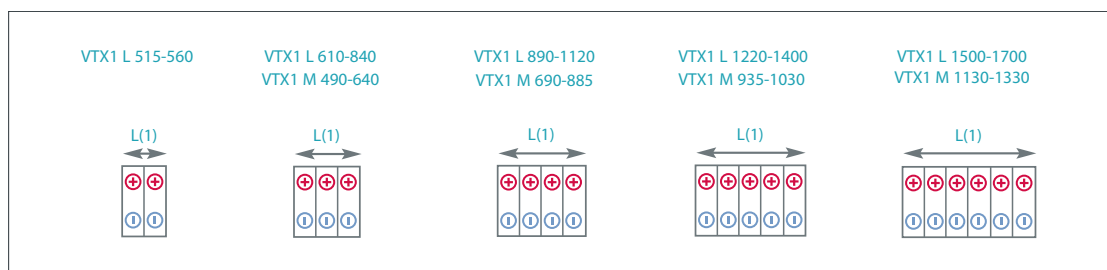 VTX1 L 515-560
VTX1 L 610-840
VTX1 M 490-640
VTX1 L 890-1120
VTX1 M 690-885
VTX1 L 1220-1400
VTX1 M 935-1030
VTX1 L 1500-1700
VTX1 M 1130-1330
L(1)
L(1)
L(1)
L(1)
L(1)